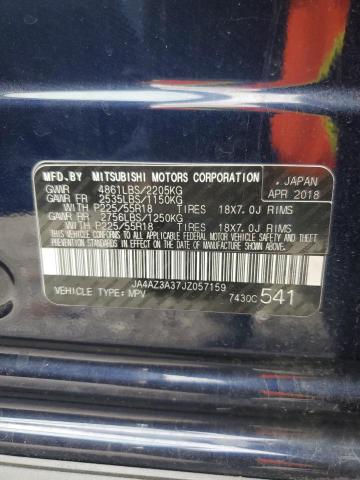 MFD.BY MITSUBISHI MOTORS CORPORATION
GVWR 4861LBS/2205KG
GAWR FR 2535LBS/1150KG
WITH P225/55R18 TIRES 18X7.0J RIMS
GAWR RR 2756LBS/1250KG
WITH P225/55R18 TIRES 18X7.0J RIMS
JAPAN
APR 2018
THIS VEHICLE CONFORMS TO ALL APPLICABLE FEDERAL MOTOR VEHICLE SAFETY AND THEFT PREVENTION STANDARDS IN EFFECT ON THE DATE OF MANUFACTURE SHOWN ABOVE.
JA4AZ3A37JZ057159
VEHICLE TYPE: MPV
7430C 541